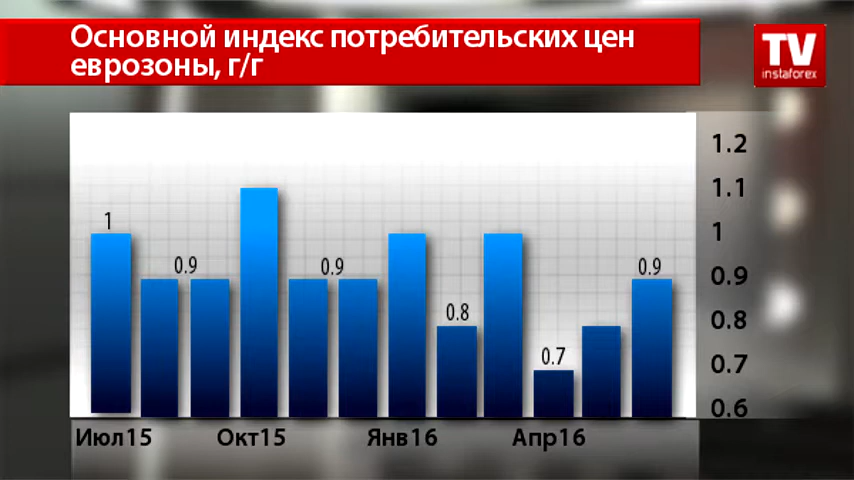 Основной индекс потребительских цен
еврозоны, г/г
TV
instaforex
1.2
1.1
1
1
0.9
0.9
0.9
0.9
0.8
0.8
0.7
0.7
0.6
Июл15 Окт15 Янв16 Апр16